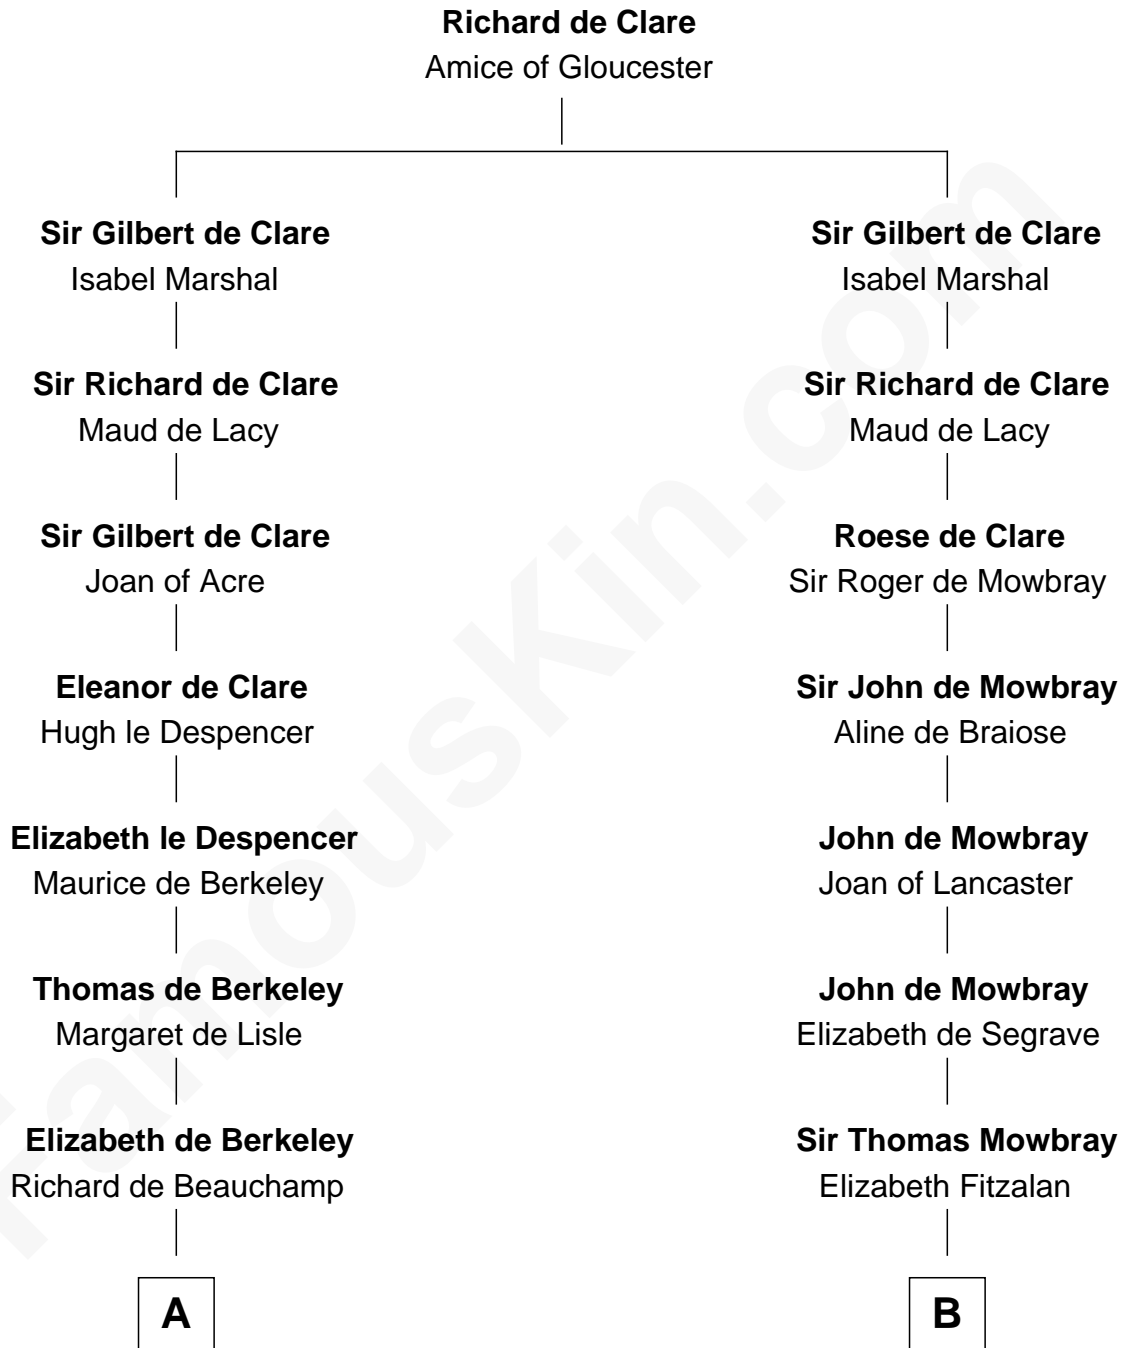 Richard de Clare
Amice of Gloucester
Sir Gilbert de Clare
Isabel Marshal
Sir Gilbert de Clare
Isabel Marshal
Sir Richard de Clare
Maud de Lacy
Sir Richard de Clare
Maud de Lacy
Sir Gilbert de Clare
Joan of Acre
Roese de Clare
Sir Roger de Mowbray
Eleanor de Clare
Hugh le Despencer
Sir John de Mowbray
Aline de Braiose
Elizabeth le Despencer
Maurice de Berkeley
John de Mowbray
Joan of Lancaster
Thomas de Berkeley
Margaret de Lisle
John de Mowbray
Elizabeth de Segrave
Elizabeth de Berkeley
Richard de Beauchamp
Sir Thomas Mowbray
Elizabeth Fitzalan
A
B
FamousKin.com